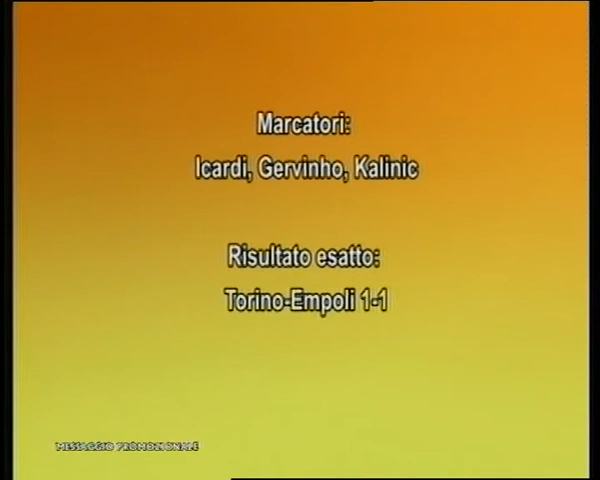 Marcatori:
Icardi, Gervinho, Kalinic
Risultato esatto:
Torino-Empoli 1-1
MESSAGGIO PROMOZIONALE